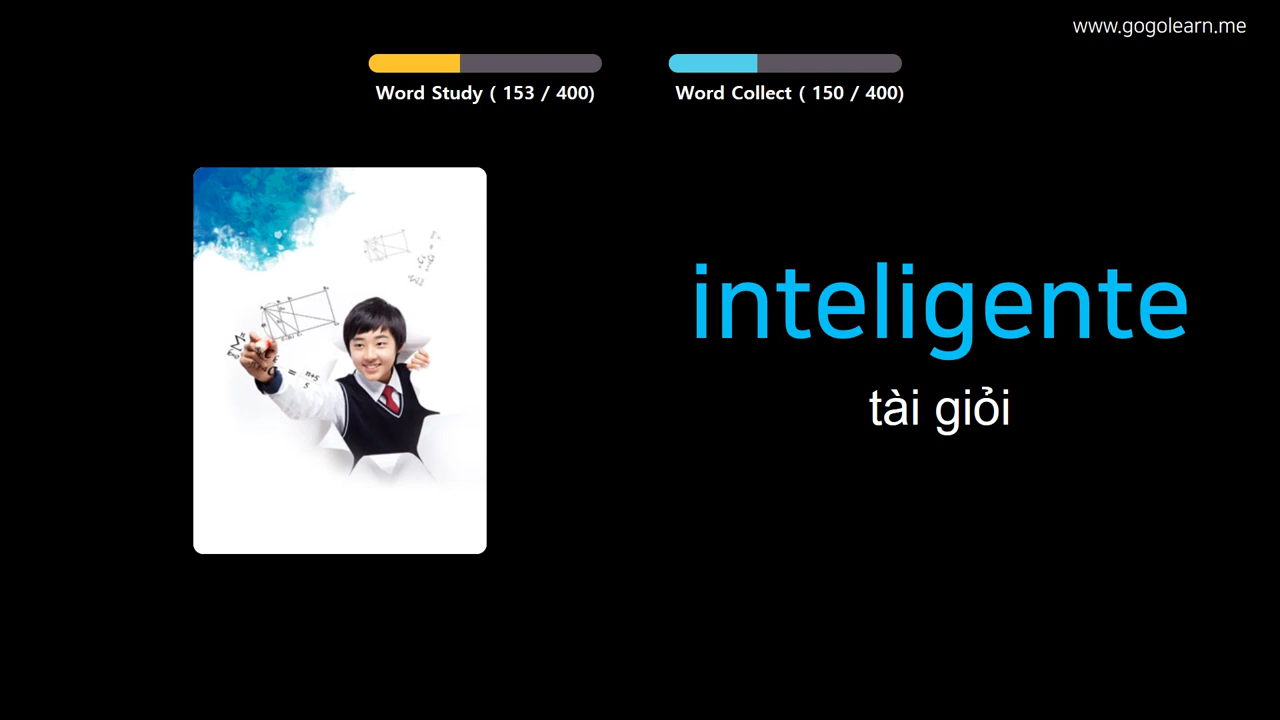 www.gogolearn.me
Word Study ( 153 / 400)
Word Collect ( 150 / 400)
inteligente
tài giỏi